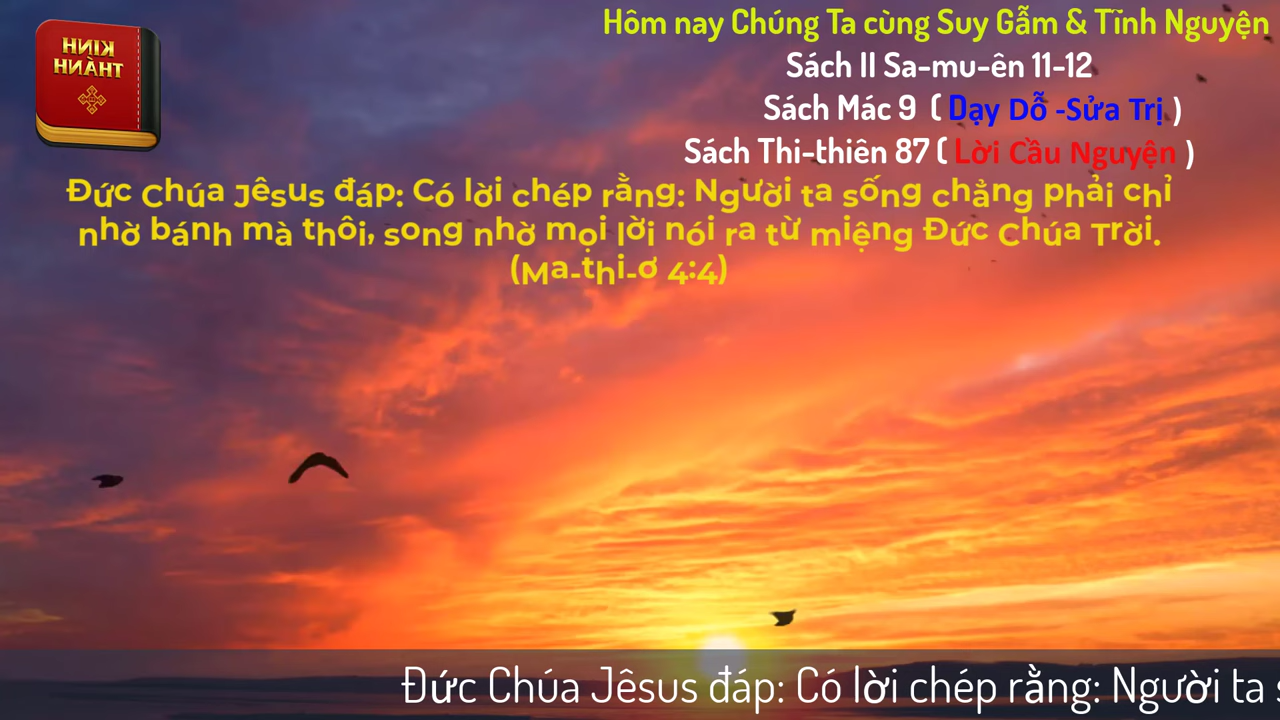 KINH
THÀNH
Hôm nay Chúng Ta cùng Suy Gẫm & Tĩnh Nguyện
Sách II Sa-mu-ên 11-12
Sách Mác 9 ( Dạy Dỗ -Sửa Trị )
Sách Thi-thiên 87 ( Lời Cầu Nguyện )
Đức Chúa Jêsus đáp: Có lời chép rằng: Người ta sống chẳng phải chỉ
nhờ bánh mà thôi, song nhờ mọi lời nói ra từ miệng Đức Chúa Trời.
(Ma-thi-ơ 4:4)
Đức Chúa Jêsus đáp: Có lời chép rằng: Người ta